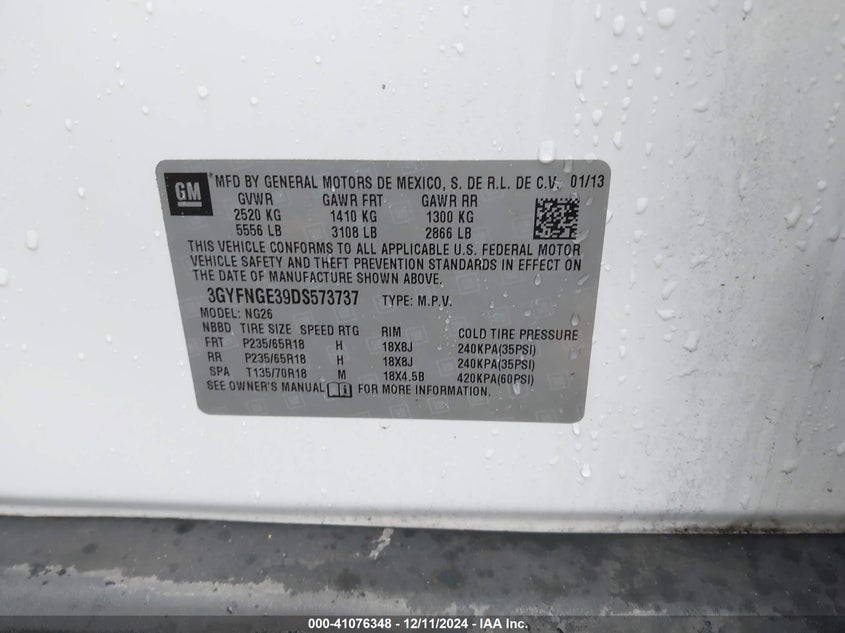 GM MFD BY GENERAL MOTORS DE MEXICO, S. DE R.L. DE C.V. 01/13
GVWR GAWR FRT GAWR RR
2520 KG 1410 KG 1300 KG
5556 LB 3108 LB 2866 LB
THIS VEHICLE CONFORMS TO ALL APPLICABLE U.S. FEDERAL MOTOR
VEHICLE SAFETY AND THEFT PREVENTION STANDARDS IN EFFECT ON
THE DATE OF MANUFACTURE SHOWN ABOVE.
3GYFNGE39DS573737 TYPE: M.P.V.
MODEL: NG26
NBBD TIRE SIZE SPEED RTG RIM COLD TIRE PRESSURE
FRT P235/65R18 H 18X8J 240KPA(35PSI)
RR P235/65R18 H 18X8J 240KPA(35PSI)
SPA T135/70R18 M 18X4.5B 420KPA(60PSI)
SEE OWNER'S MANUAL FOR MORE INFORMATION.
000-41076348 - 12/11/2024 - IAA Inc.